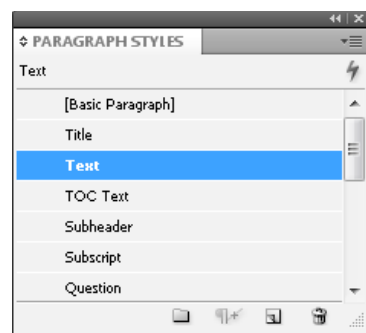 PARAGRAPH STYLES
Text
[Basic Paragraph]
Title
Text
TOC Text
Subheader
Subscript
Question